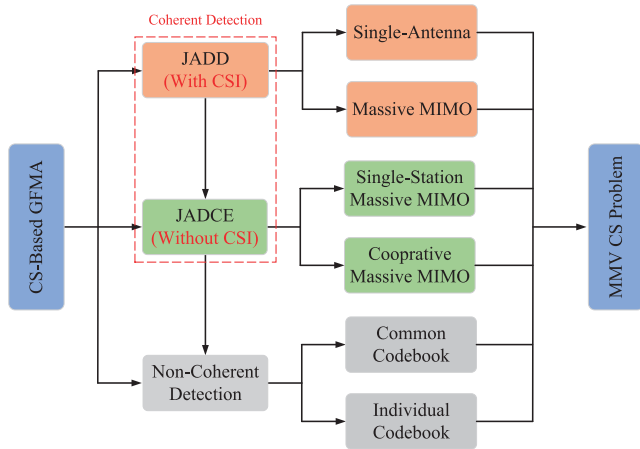 Coherent Detection
CS-Based GFMA
JADD
(With CSI)
JADCE
(Without CSI)
Non-Coherent
Detection
Single-Antenna
Massive MIMO
Single-Station
Massive MIMO
Cooprative
Massive MIMO
Common
Codebook
Individual
Codebook
MMV CS Problem